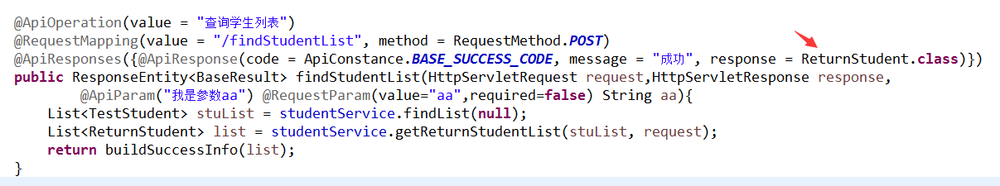 @ApiOperation(value = "查询学生列表")
@RequestMapping(value = "/findStudentList", method = RequestMethod.POST)
@ApiResponses({@ApiResponse(code = ApiConstance.BASE_SUCCESS_CODE, message = "成功", response = ReturnStudent.class)})
public ResponseEntity<BaseResult> findStudentList(HttpServletRequest request,HttpServletResponse response,
@ApiParam("我是参数aa") @RequestParam(value="aa",required=false) String aa){
List<TestStudent> stuList = studentService.findList(null);
List<ReturnStudent> list = studentService.getReturnStudentList(stuList, request);
return buildSuccessInfo(list);
}